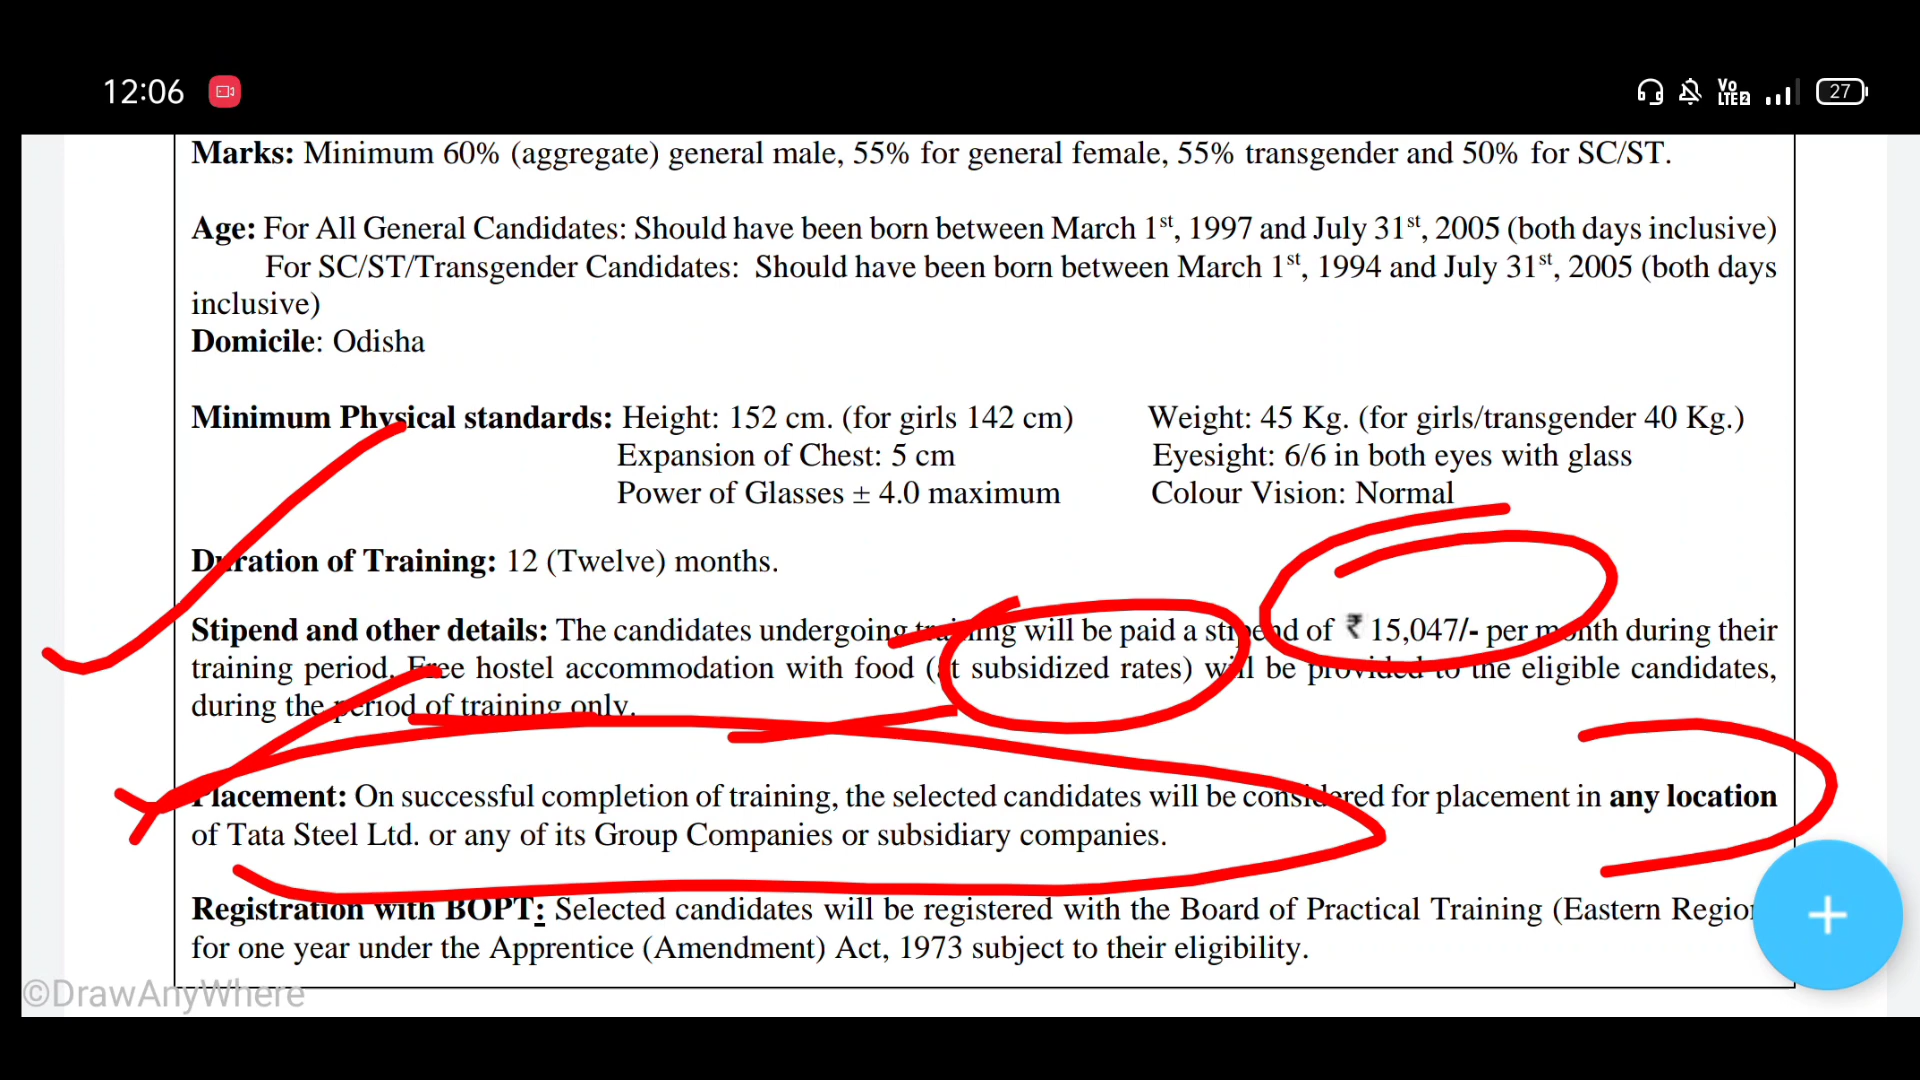 12:06
Vo
LTE2
27
Marks: Minimum 60% (aggregate) general male, 55% for general female, 55% transgender and 50% for SC/ST.
Age: For All General Candidates: Should have been born between March 1st, 1997 and July 31st, 2005 (both days inclusive)
For SC/ST/Transgender Candidates: Should have been born between March 1st, 1994 and July 31st, 2005 (both days
inclusive)
Domicile: Odisha
Minimum Physical standards: Height: 152 cm. (for girls 142 cm) Weight: 45 Kg. (for girls/transgender 40 Kg.)
Expansion of Chest: 5 cm Eyesight: 6/6 in both eyes with glass
Power of Glasses ± 4.0 maximum Colour Vision: Normal
Duration of Training: 12 (Twelve) months.
Stipend and other details: The candidates undergoing training will be paid a stipend of ₹ 15,047/- per month during their
training period. Free hostel accommodation with food (at subsidized rates) will be provided to the eligible candidates,
during the period of training only.
Placement: On successful completion of training, the selected candidates will be considered for placement in any location
of Tata Steel Ltd. or any of its Group Companies or subsidiary companies.
Registration with BOPT: Selected candidates will be registered with the Board of Practical Training (Eastern Region
for one year under the Apprentice (Amendment) Act, 1973 subject to their eligibility.
©DrawAnyWhere